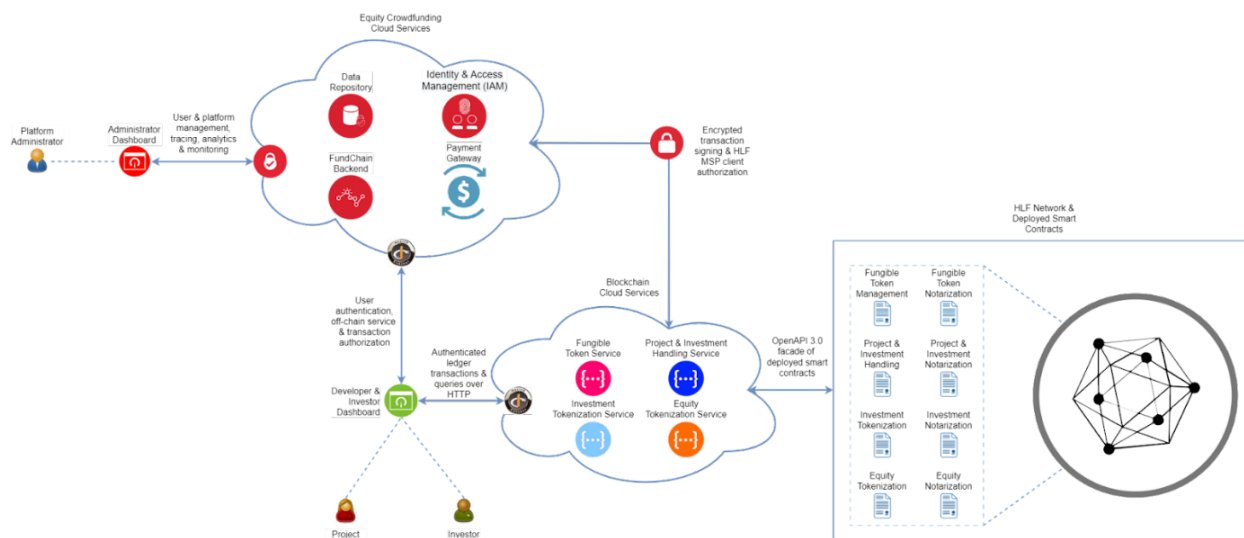 Equity Crowdfunding
Cloud Services
Data
Repository
Identity & Access
Management (IAM)
FundChain
Backend
Payment
Gateway
Platform
Administrator
Administrator
Dashboard
User & platform
management,
tracing, analytics
& monitoring
Encrypted
transaction
signing & HLF
MSP client
authorization
User
authentication,
off-chain service
& transaction
authorization
Developer &
Investor
Dashboard
Authenticated
ledger
transactions &
queries over
HTTP
Project
Investor
Blockchain
Cloud Services
Fungible
Token Service
Project & Investment
Handling Service
Investment
Tokenization Service
Equity
Tokenization Service
OpenAPI 3.0
facade of
deployed smart
contracts
HLF Network &
Deployed Smart
Contracts
Fungible
Token
Management
Fungible
Token
Notarization
Project &
Investment
Handling
Project &
Investment
Notarization
Investment
Tokenization
Investment
Notarization
Equity
Tokenization
Equity
Notarization